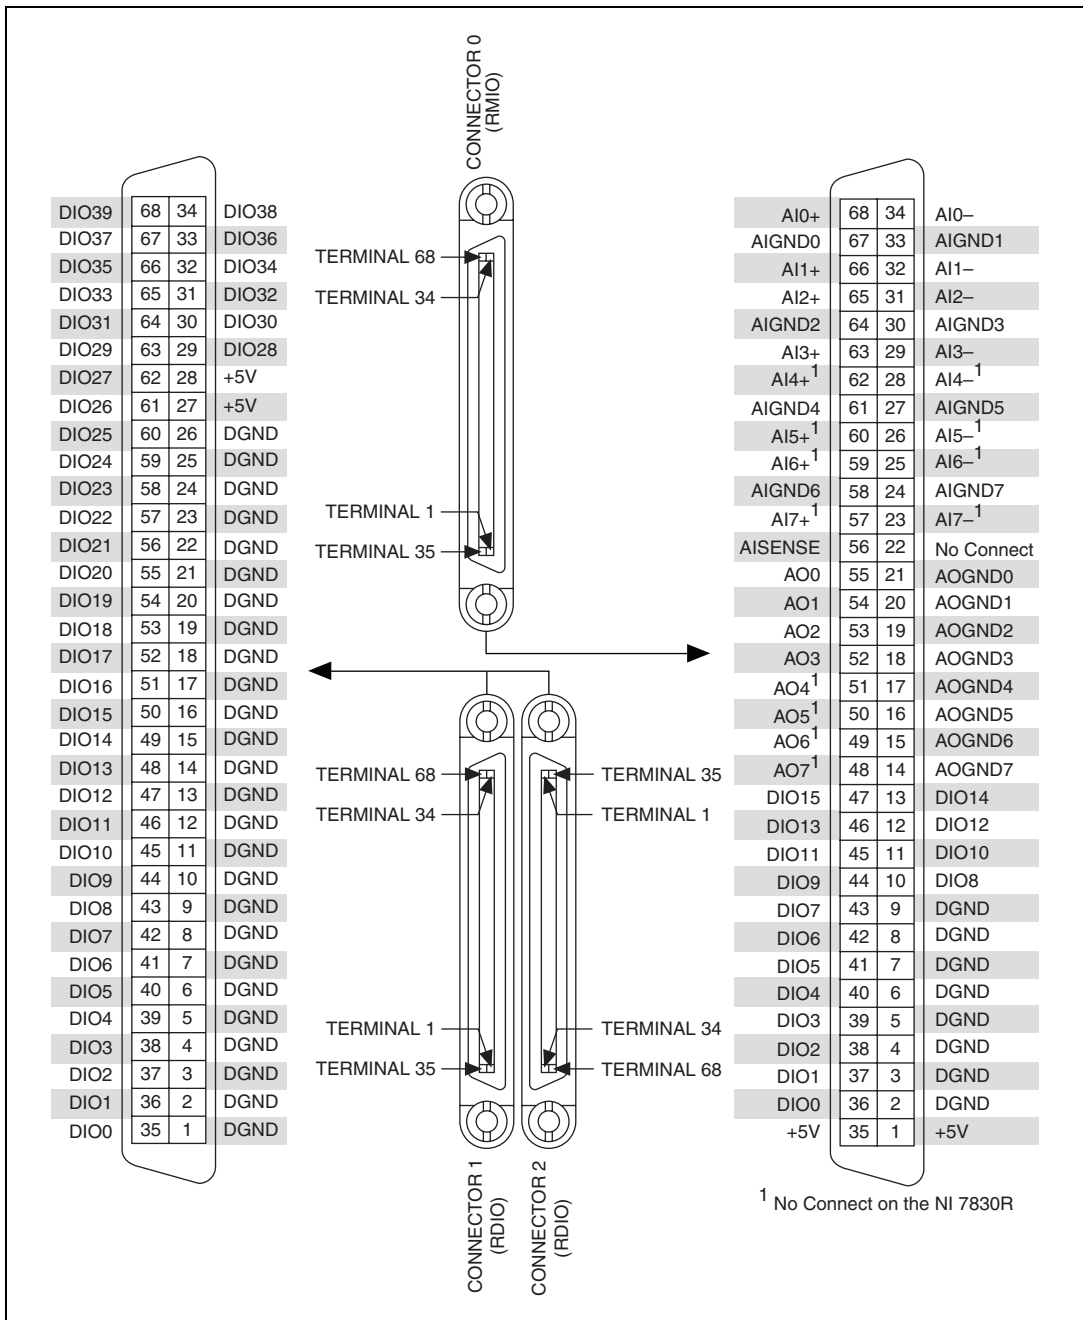 CONNECTOR 0
(RMIO)
DIO39 68 34 DIO38
DIO37 67 33 DIO36
DIO35 66 32 DIO34
DIO33 65 31 DIO32
DIO31 64 30 DIO30
DIO29 63 29 DIO28
DIO27 62 28 +5V
DIO26 61 27 +5V
DIO25 60 26 DGND
DIO24 59 25 DGND
DIO23 58 24 DGND
DIO22 57 23 DGND
DIO21 56 22 DGND
DIO20 55 21 DGND
DIO19 54 20 DGND
DIO18 53 19 DGND
DIO17 52 18 DGND
DIO16 51 17 DGND
DIO15 50 16 DGND
DIO14 49 15 DGND
DIO13 48 14 DGND
DIO12 47 13 DGND
DIO11 46 12 DGND
DIO10 45 11 DGND
DIO9 44 10 DGND
DIO8 43 9 DGND
DIO7 42 8 DGND
DIO6 41 7 DGND
DIO5 40 6 DGND
DIO4 39 5 DGND
DIO3 38 4 DGND
DIO2 37 3 DGND
DIO1 36 2 DGND
DIO0 35 1 DGND
TERMINAL 68
TERMINAL 34
TERMINAL 1
TERMINAL 35
TERMINAL 68
TERMINAL 34
TERMINAL 35
TERMINAL 1
TERMINAL 1
TERMINAL 35
TERMINAL 34
TERMINAL 68
CONNECTOR 1
(RDIO)
CONNECTOR 2
(RDIO)
AI0+ 68 34 AI0–
AIGND0 67 33 AIGND1
AI1+ 66 32 AI1–
AI2+ 65 31 AI2–
AIGND2 64 30 AIGND3
AI3+ 63 29 AI3–
AI4+1 62 28 AI4–1
AIGND4 61 27 AIGND5
AI5+1 60 26 AI5–1
AI6+1 59 25 AI6–1
AIGND6 58 24 AIGND7
AI7+1 57 23 AI7–1
AISENSE 56 22 No Connect
AO0 55 21 AOGND0
AO1 54 20 AOGND1
AO2 53 19 AOGND2
AO3 52 18 AOGND3
AO41 51 17 AOGND4
AO51 50 16 AOGND5
AO61 49 15 AOGND6
AO71 48 14 AOGND7
DIO15 47 13 DIO14
DIO13 46 12 DIO12
DIO11 45 11 DIO10
DIO9 44 10 DIO8
DIO7 43 9 DGND
DIO6 42 8 DGND
DIO5 41 7 DGND
DIO4 40 6 DGND
DIO3 39 5 DGND
DIO2 38 4 DGND
DIO1 37 3 DGND
DIO0 36 2 DGND
+5V 35 1 +5V
1 No Connect on the NI 7830R